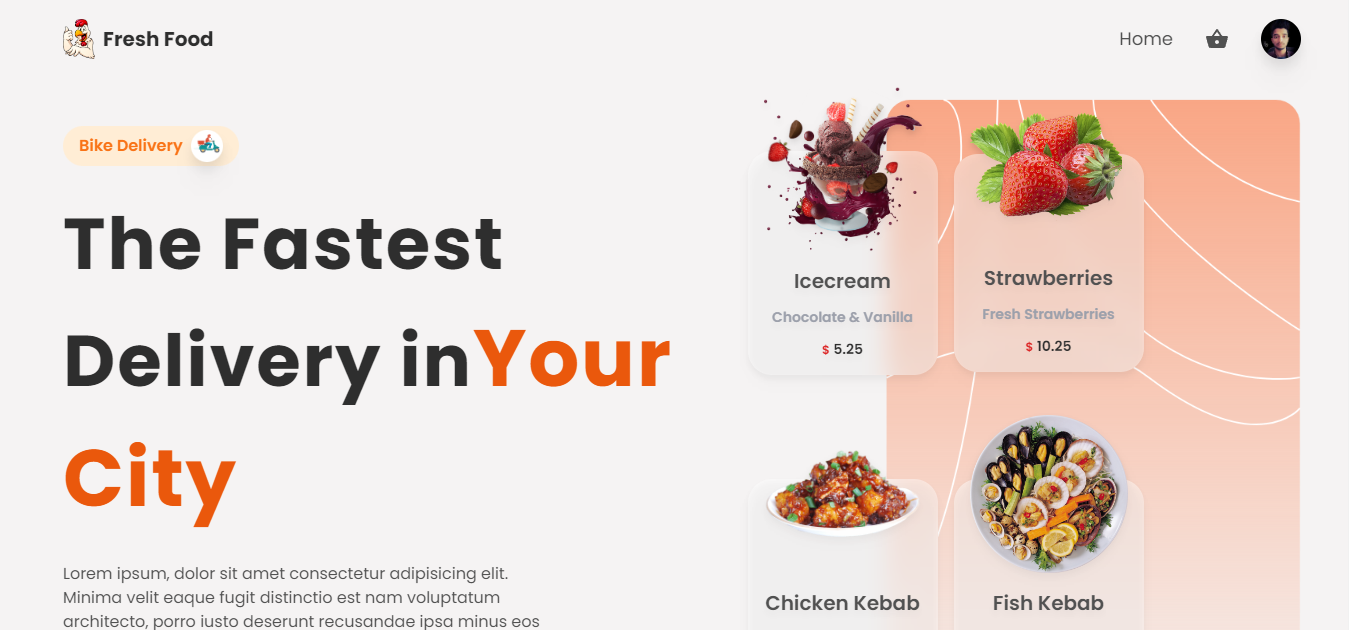 Fresh Food
Home
Bike Delivery
The Fastest
Delivery inYour
City
Lorem ipsum, dolor sit amet consectetur adipisicing elit.
Minima velit eaque fugit distinctio est nam voluptatum
architecto, porro iusto deserunt recusandae ipsa minus eos
Icecream
Chocolate & Vanilla
$ 5.25
Strawberries
Fresh Strawberries
$ 10.25
Chicken Kebab
Fish Kebab